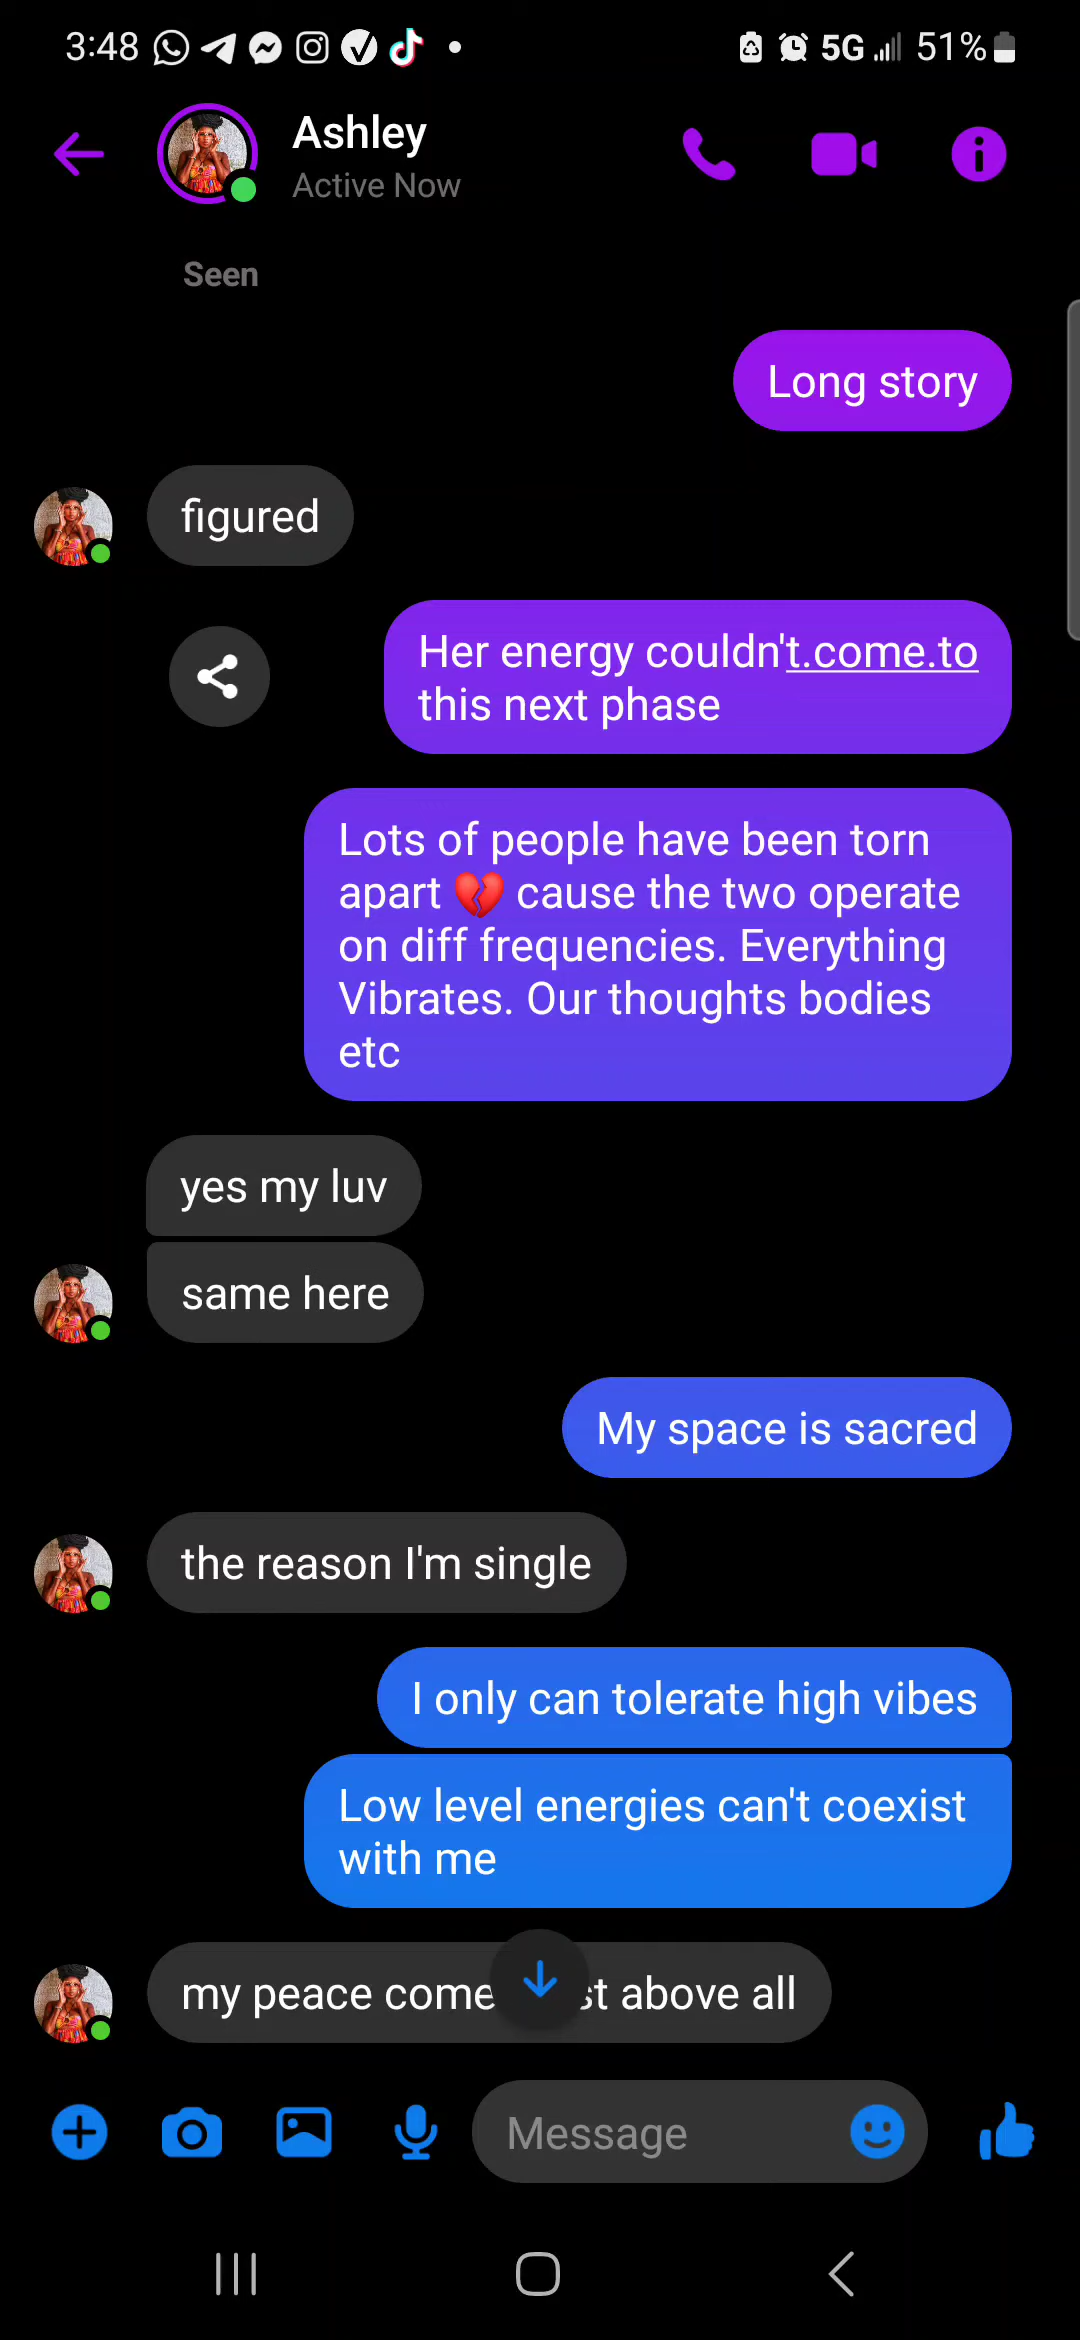 3:48 5G 51%
Ashley
Active Now
Seen
Long story
figured
Her energy couldn't.come.to
this next phase
Lots of people have been torn
apart 💔 cause the two operate
on diff frequencies. Everything
Vibrates. Our thoughts bodies
etc
yes my luv
same here
My space is sacred
the reason I'm single
I only can tolerate high vibes
Low level energies can't coexist
with me
my peace come st above all
Message